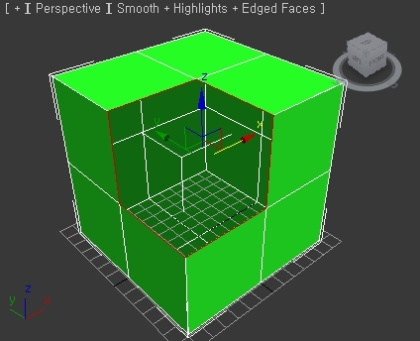 [ + I Perspective I Smooth + Highlights + Edged Faces ]
z
x
y
z
y
x